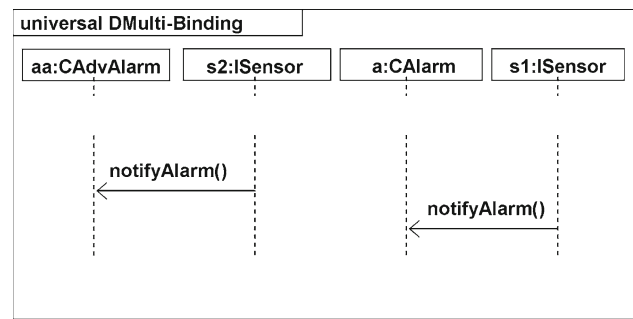 universal DMulti-Binding
aa:CAdvAlarm s2:ISensor a:CAlarm s1:ISensor
notifyAlarm()
notifyAlarm()